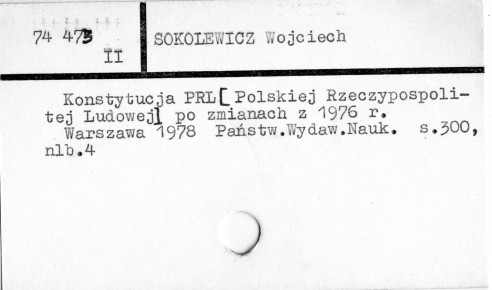 74 473
II
SOKOLEWICZ Wojciech
Konstytucja PRL[ Polskiej Rzeczypospoli-
tej Ludowej] po zmianach z 1976 r.
Warszawa 1978 Państw.Wydaw.Nauk. s.300,
nlb.4